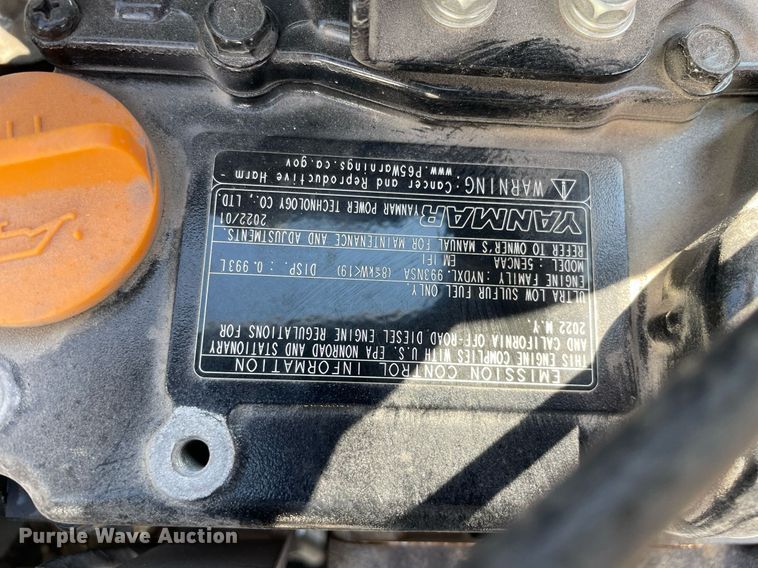 EMISSION CONTROL INFORMATION
THIS ENGINE COMPLIES WITH U.S. EPA NONROAD AND STATIONARY
AND CALIFORNIA OFF-ROAD DIESEL ENGINE REGULATIONS FOR
2022 M.Y.
ULTRA LOW SULFUR FUEL ONLY.
ENGINE FAMILY : NYDXL.993NSA (8≤kW<19) DISP.: 0.993L
MODEL : 5ENCAA EM IFI
REFER TO OWNER'S MANUAL FOR MAINTENANCE AND ADJUSTMENTS.
2022/01
YANMAR YANMAR POWER TECHNOLOGY CO., LTD.
⚠ WARNING: Cancer and Reproductive Harm -
www.P65Warnings.ca.gov
Purple Wave Auction